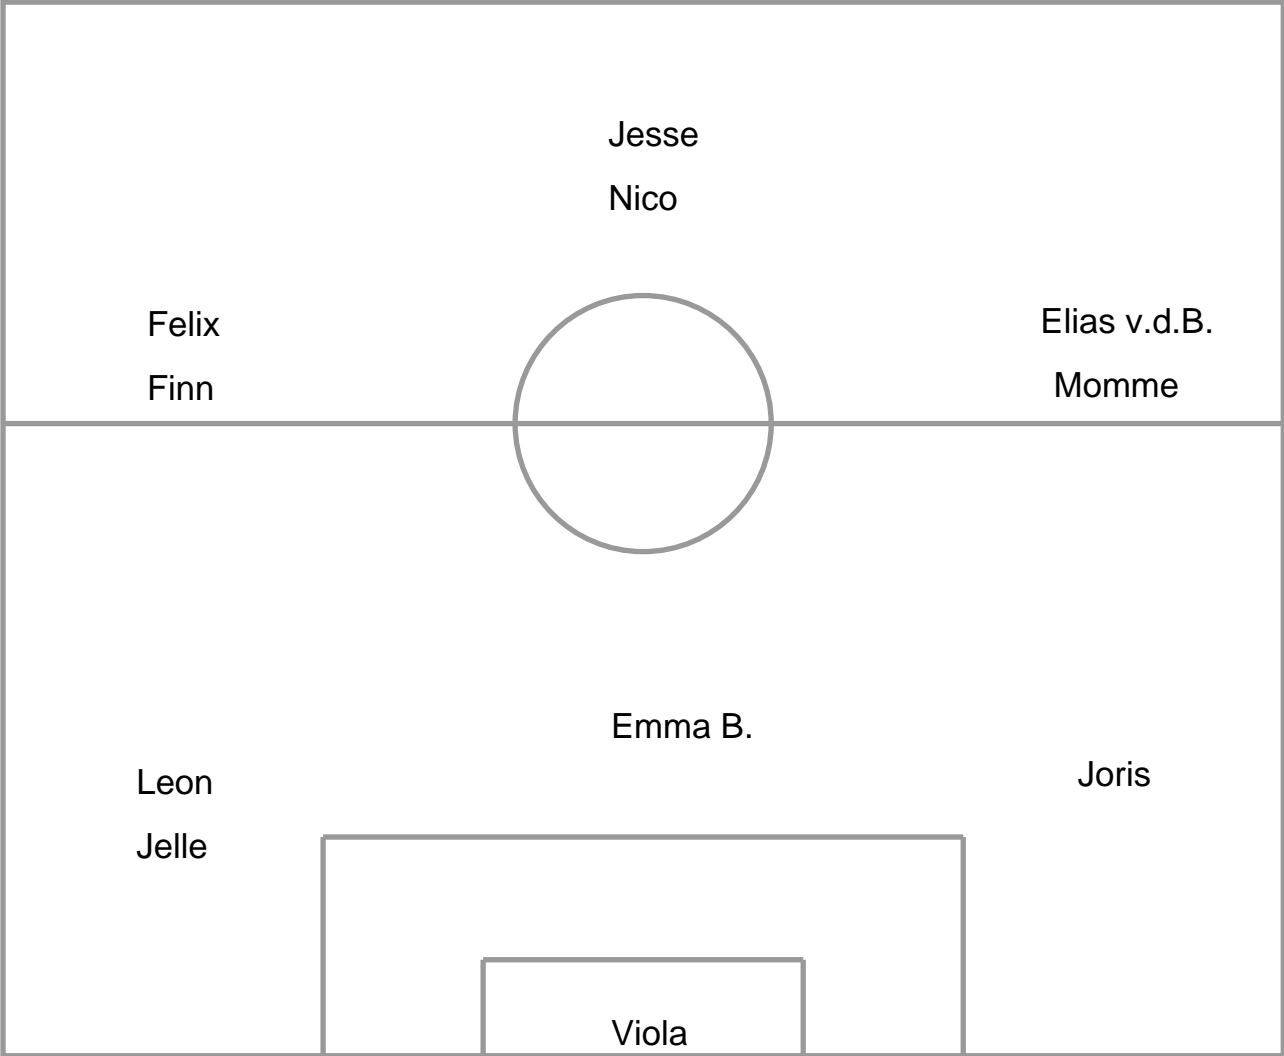 Jesse
Nico
Felix
Finn
Elias v.d.B.
Momme
Emma B.
Leon
Jelle
Joris
Viola